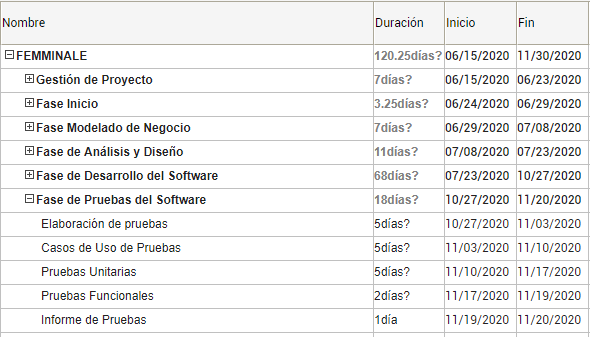 Nombre Duración Inicio Fin
FEMMINALE 120.25días? 06/15/2020 11/30/2020
Gestión de Proyecto 7días? 06/15/2020 06/23/2020
Fase Inicio 3.25días? 06/24/2020 06/29/2020
Fase Modelado de Negocio 7días? 06/29/2020 07/08/2020
Fase de Análisis y Diseño 11días? 07/08/2020 07/23/2020
Fase de Desarrollo del Software 68días? 07/23/2020 10/27/2020
Fase de Pruebas del Software 18días? 10/27/2020 11/20/2020
Elaboración de pruebas 5días? 10/27/2020 11/03/2020
Casos de Uso de Pruebas 5días? 11/03/2020 11/10/2020
Pruebas Unitarias 5días? 11/10/2020 11/17/2020
Pruebas Funcionales 2días? 11/17/2020 11/19/2020
Informe de Pruebas 1día 11/19/2020 11/20/2020